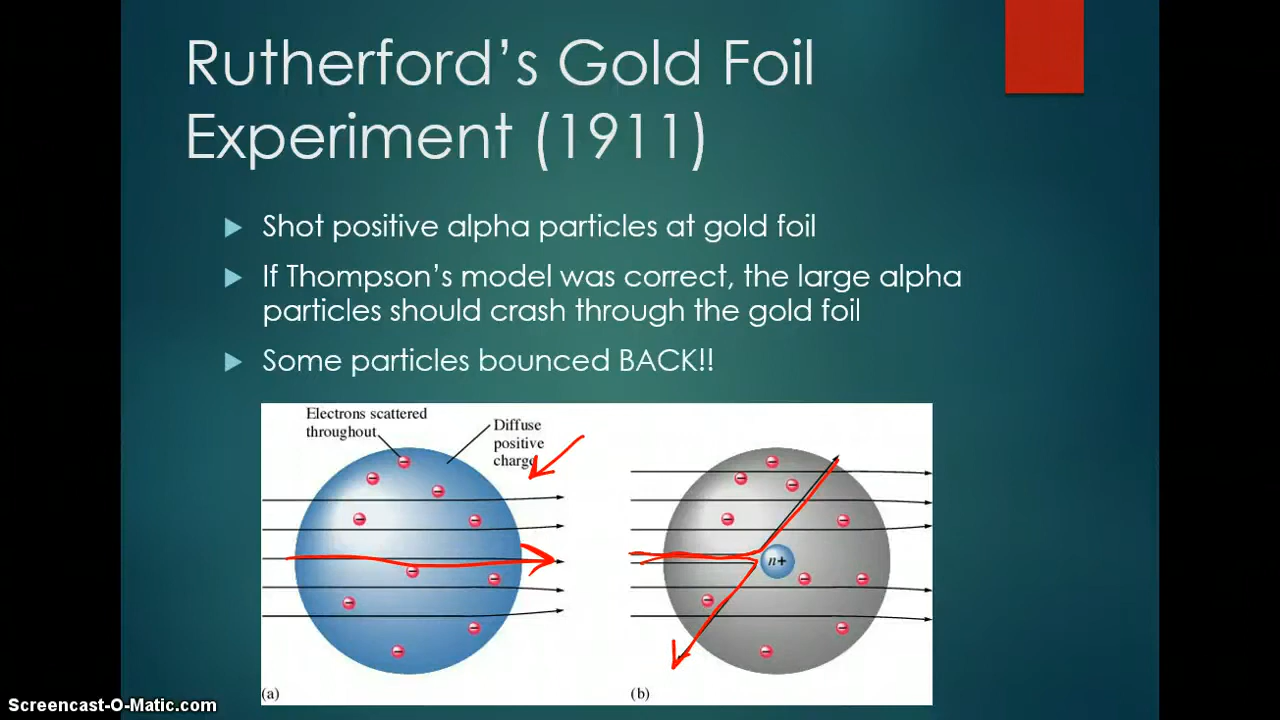 Rutherford's Gold Foil
Experiment (1911)
Shot positive alpha particles at gold foil
If Thompson's model was correct, the large alpha
particles should crash through the gold foil
Some particles bounced BACK!!
Electrons scattered
throughout
Diffuse
positive
charge
n+
(a)
(b)
Screencast-O-Matic.com